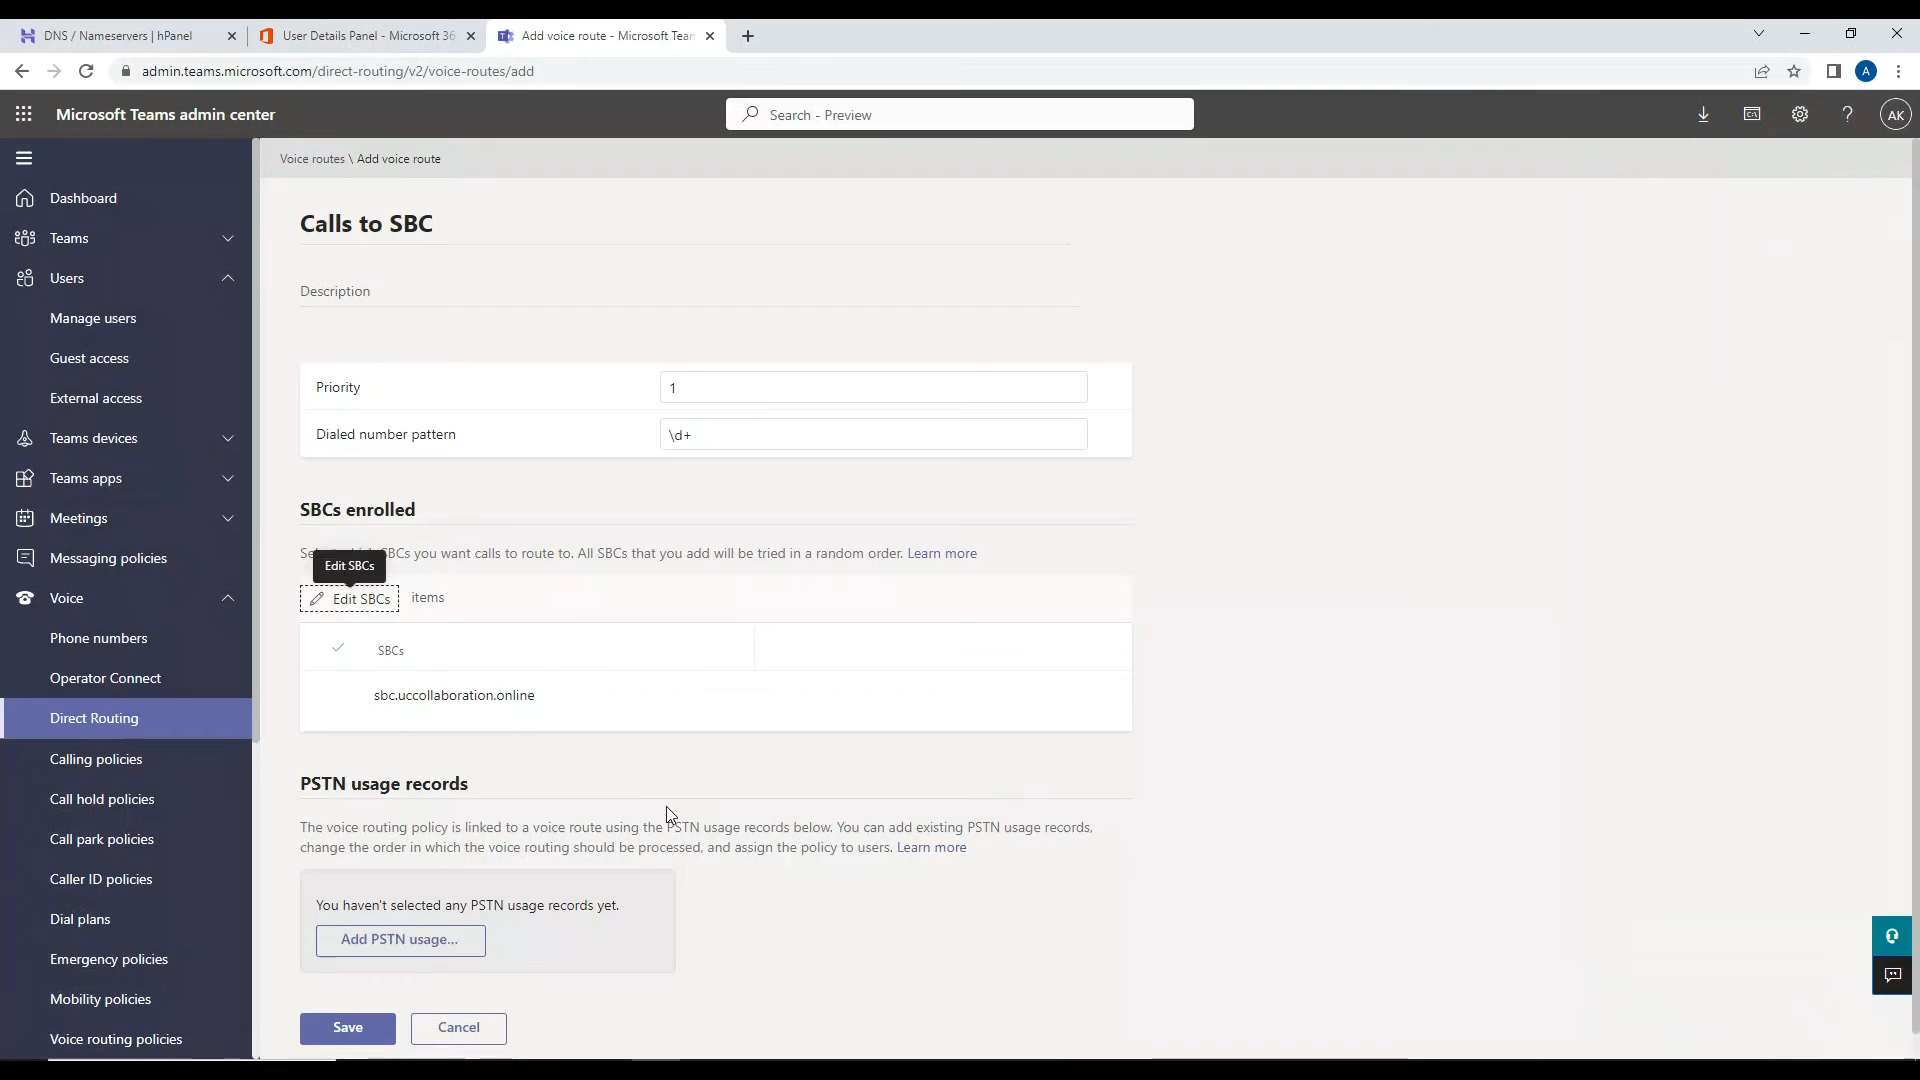 DNS / Nameservers | hPanel
User Details Panel - Microsoft 36
Add voice route - Microsoft Team
admin.teams.microsoft.com/direct-routing/v2/voice-routes/add
A
Microsoft Teams admin center
Search - Preview
AK
Voice routes \ Add voice route
Dashboard
Teams
Users
Manage users
Guest access
External access
Teams devices
Teams apps
Meetings
Messaging policies
Voice
Phone numbers
Operator Connect
Direct Routing
Calling policies
Call hold policies
Call park policies
Caller ID policies
Dial plans
Emergency policies
Mobility policies
Voice routing policies
Calls to SBC
Description
Priority
1
Dialed number pattern
\d+
SBCs enrolled
SBCs you want calls to route to. All SBCs that you add will be tried in a random order. Learn more
Edit SBCs
Edit SBCs
items
SBCs
sbc.uccollaboration.online
PSTN usage records
The voice routing policy is linked to a voice route using the PSTN usage records below. You can add existing PSTN usage records,
change the order in which the voice routing should be processed, and assign the policy to users. Learn more
You haven't selected any PSTN usage records yet.
Add PSTN usage...
Save
Cancel